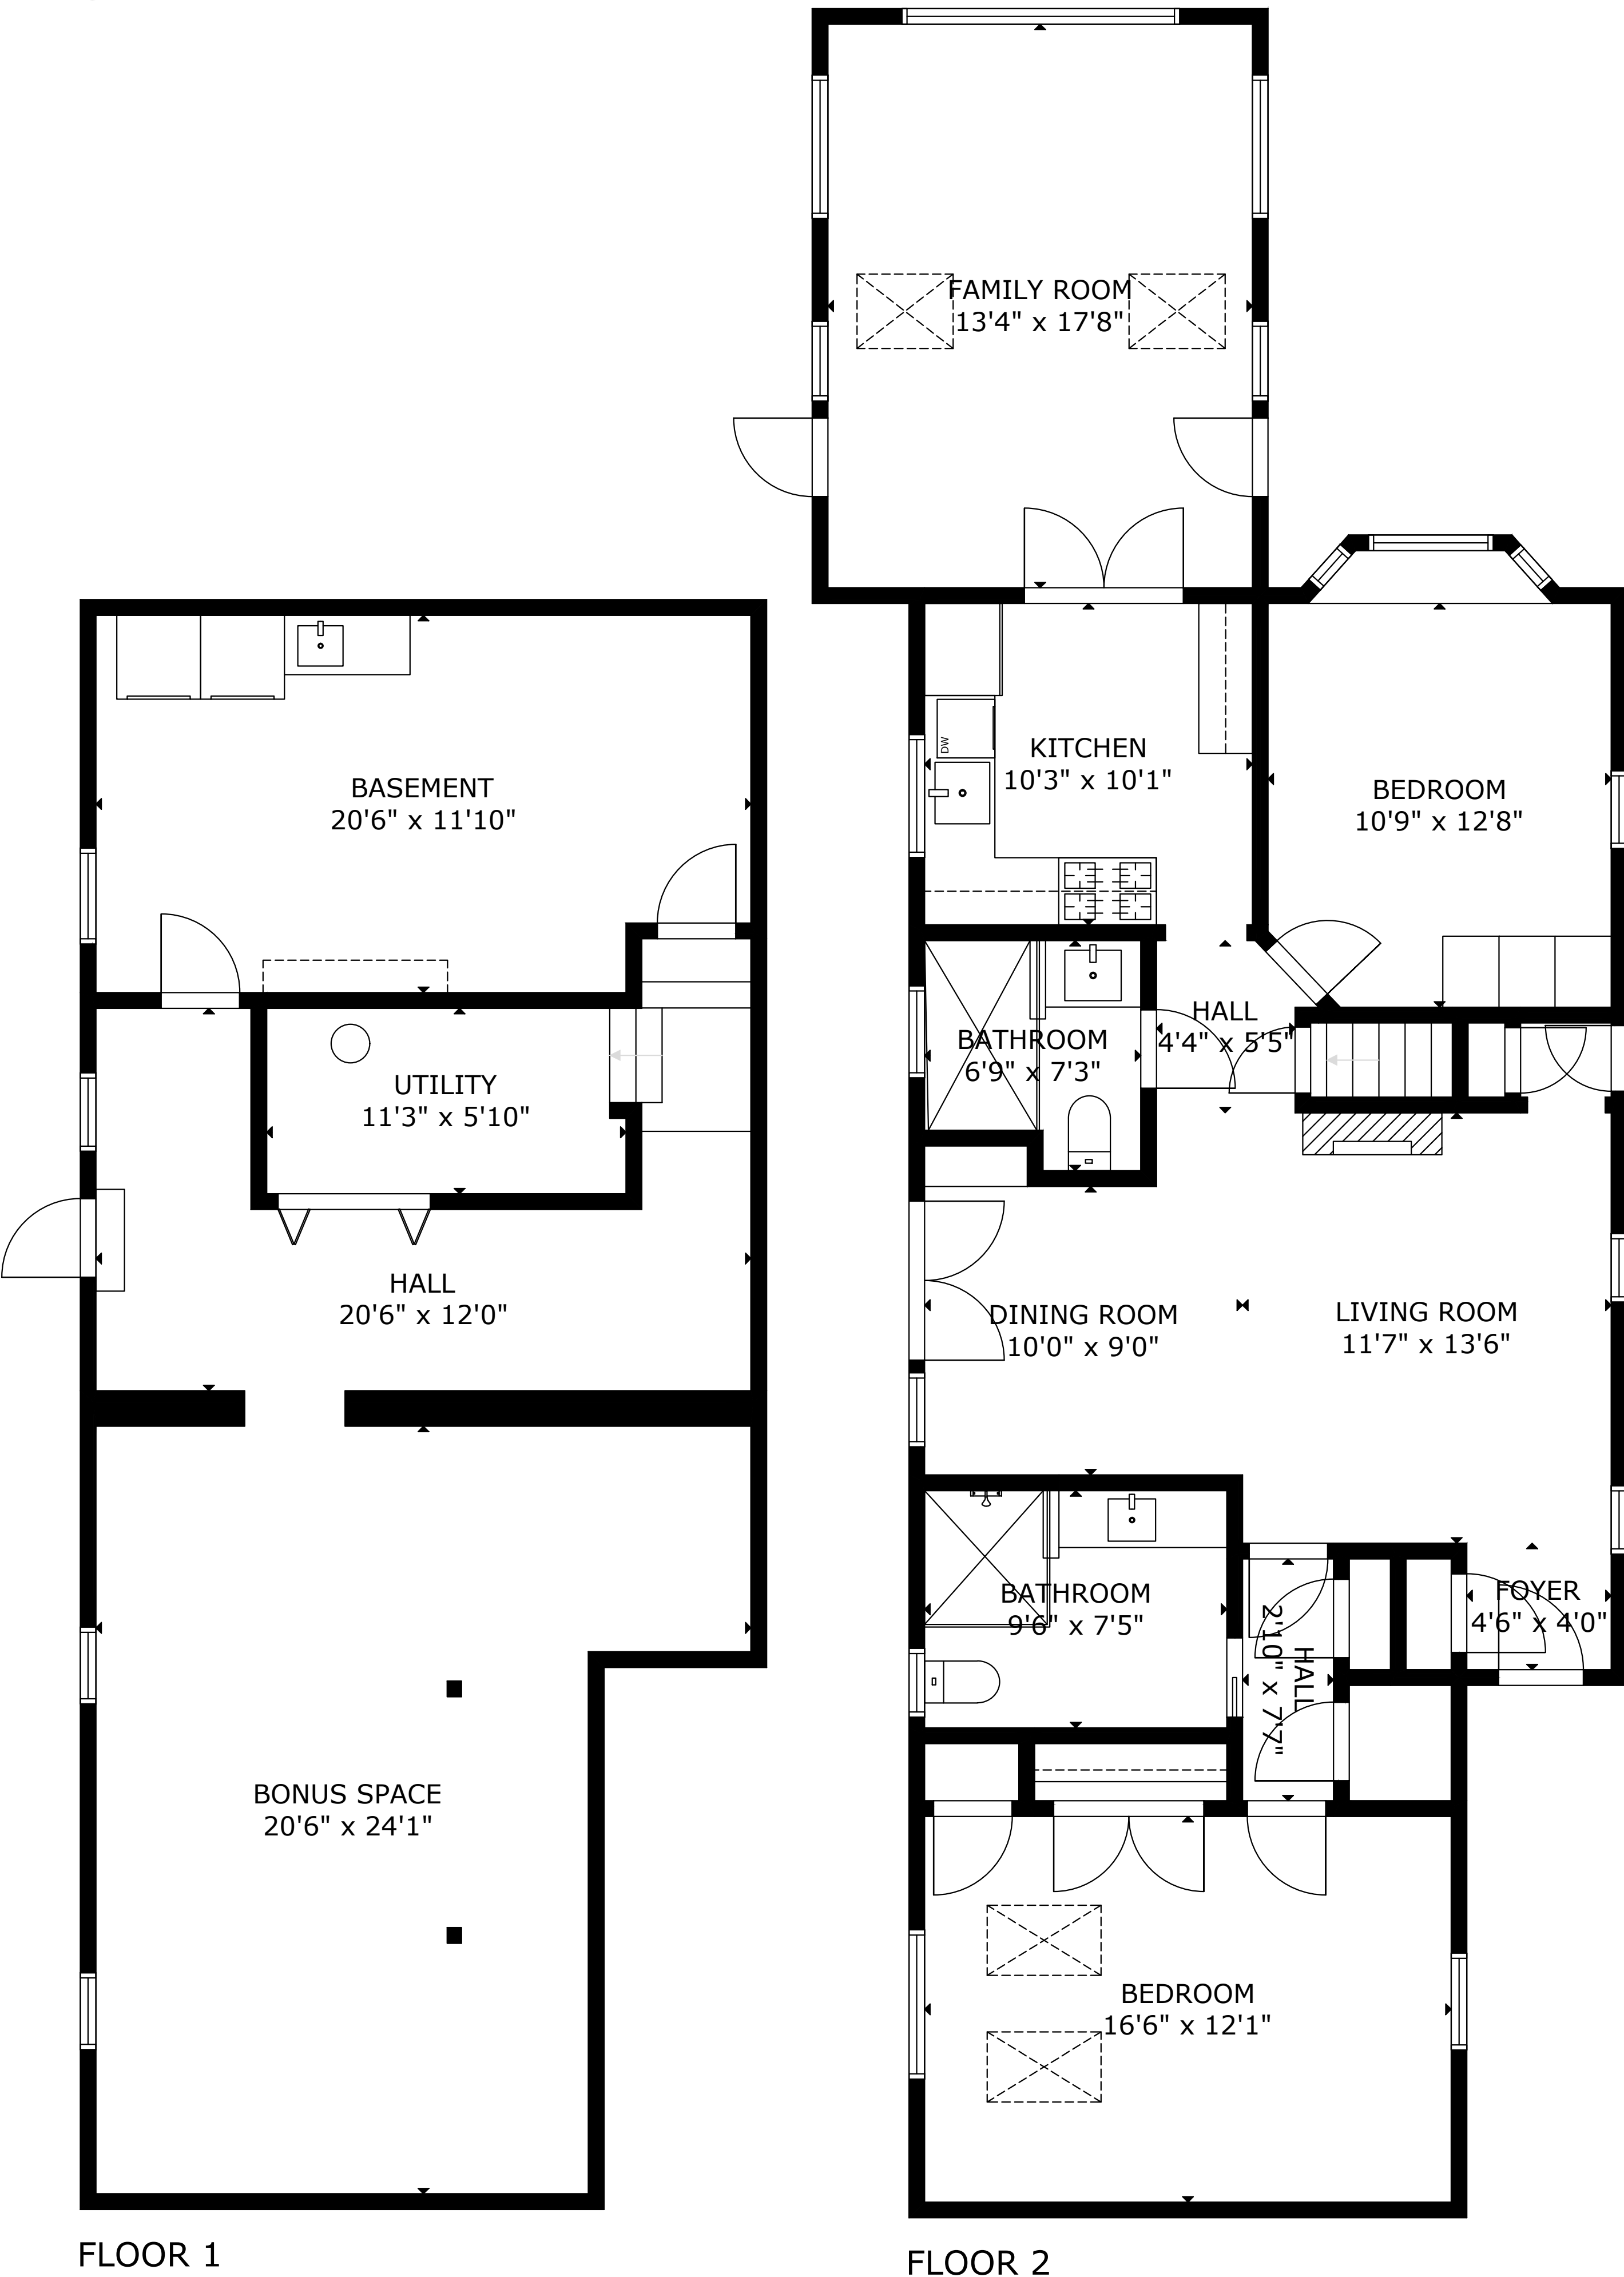 FAMILY ROOM
13'4" x 17'8"
BASEMENT
20'6" x 11'10"
UTILITY
11'3" x 5'10"
HALL
20'6" x 12'0"
BONUS SPACE
20'6" x 24'1"
FLOOR 1
DW
KITCHEN
10'3" x 10'1"
BEDROOM
10'9" x 12'8"
HALL
4'4" x 5'5"
BATHROOM
6'9" x 7'3"
DINING ROOM
10'0" x 9'0"
LIVING ROOM
11'7" x 13'6"
BATHROOM
9'6" x 7'5"
HALL
2'10" x 7'7"
FOYER
4'6" x 4'0"
BEDROOM
16'6" x 12'1"
FLOOR 2